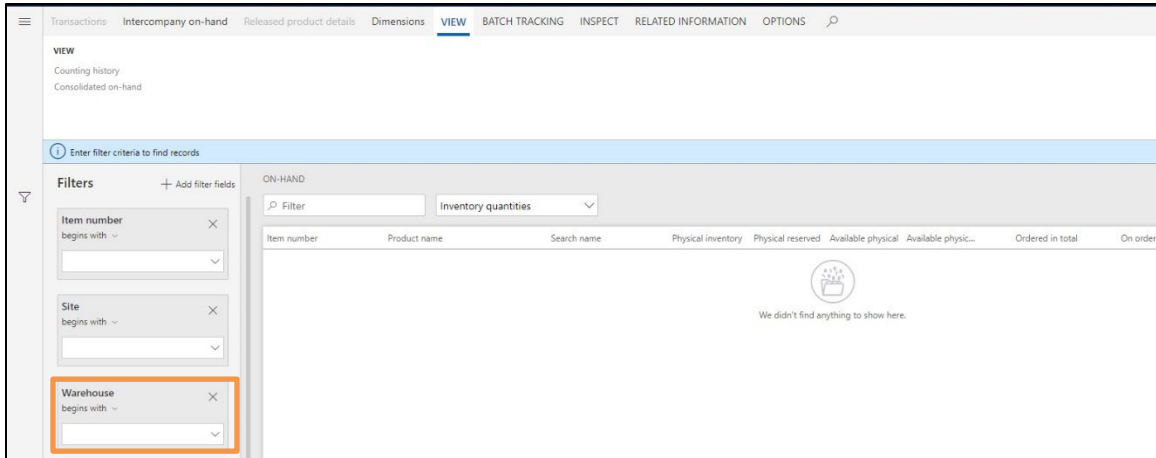 Transactions Intercompany on-hand Released product details Dimensions VIEW BATCH TRACKING INSPECT RELATED INFORMATION OPTIONS
VIEW
Counting history
Consolidated on-hand
Enter filter criteria to find records
Filters + Add filter fields
ON-HAND
Filter Inventory quantities
Item number
begins with
Item number Product name Search name Physical inventory Physical reserved Available physical Available physic... Ordered in total On order
We didn't find anything to show here.
Site
begins with
Warehouse
begins with